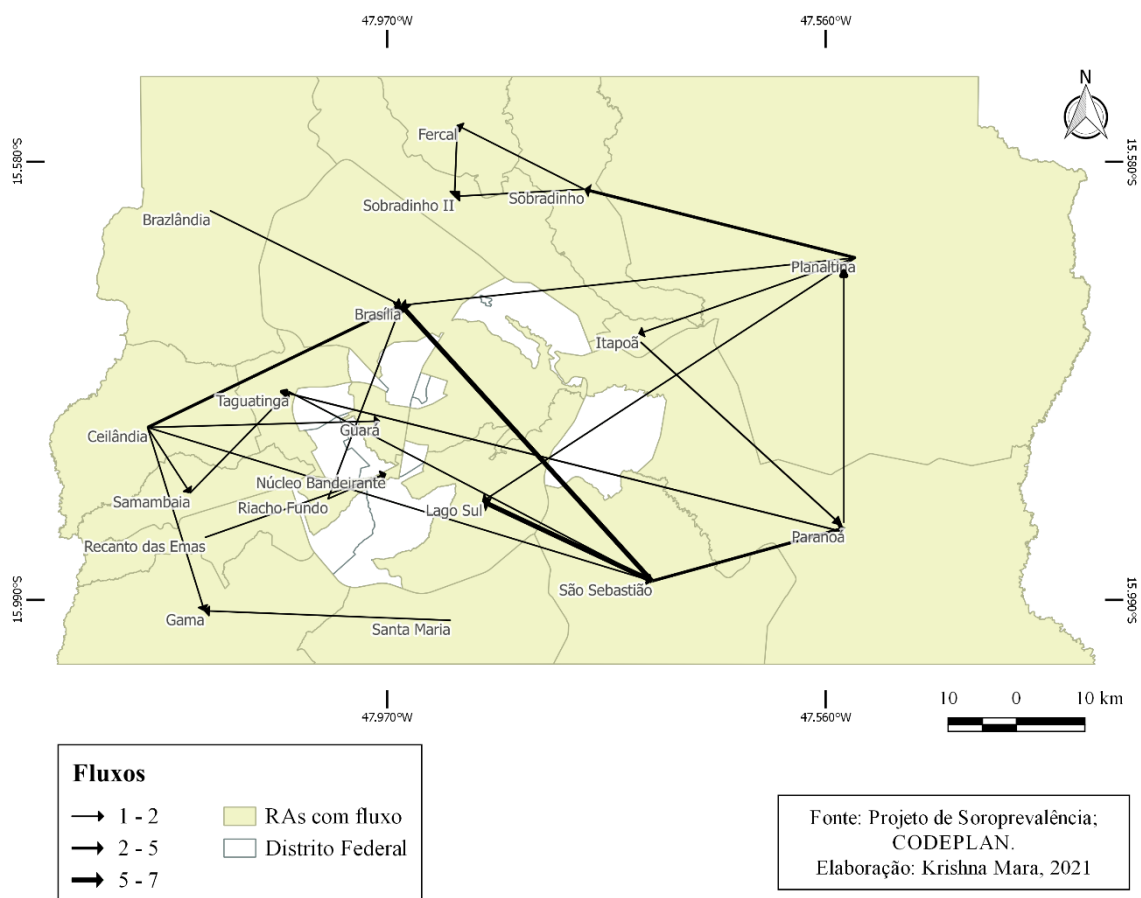 47.970°W
47.560°W
N
15.580°S
15.580°S
Fercal
Sobradinho II
Sobradinho
Brazlândia
Planaltina
Brasília
Itapoã
Taguatinga
Guará
Ceilândia
Núcleo Bandeirante
Samambaia
Riacho Fundo
Lago Sul
Recanto das Emas
Paranoá
São Sebastião
15.990°S
15.990°S
Gama
Santa Maria
47.970°W
47.560°W
10 0 10 km
Fluxos
1 - 2
RAs com fluxo
2 - 5
Distrito Federal
5 - 7
Fonte: Projeto de Soroprevalência;
CODEPLAN.
Elaboração: Krishna Mara, 2021